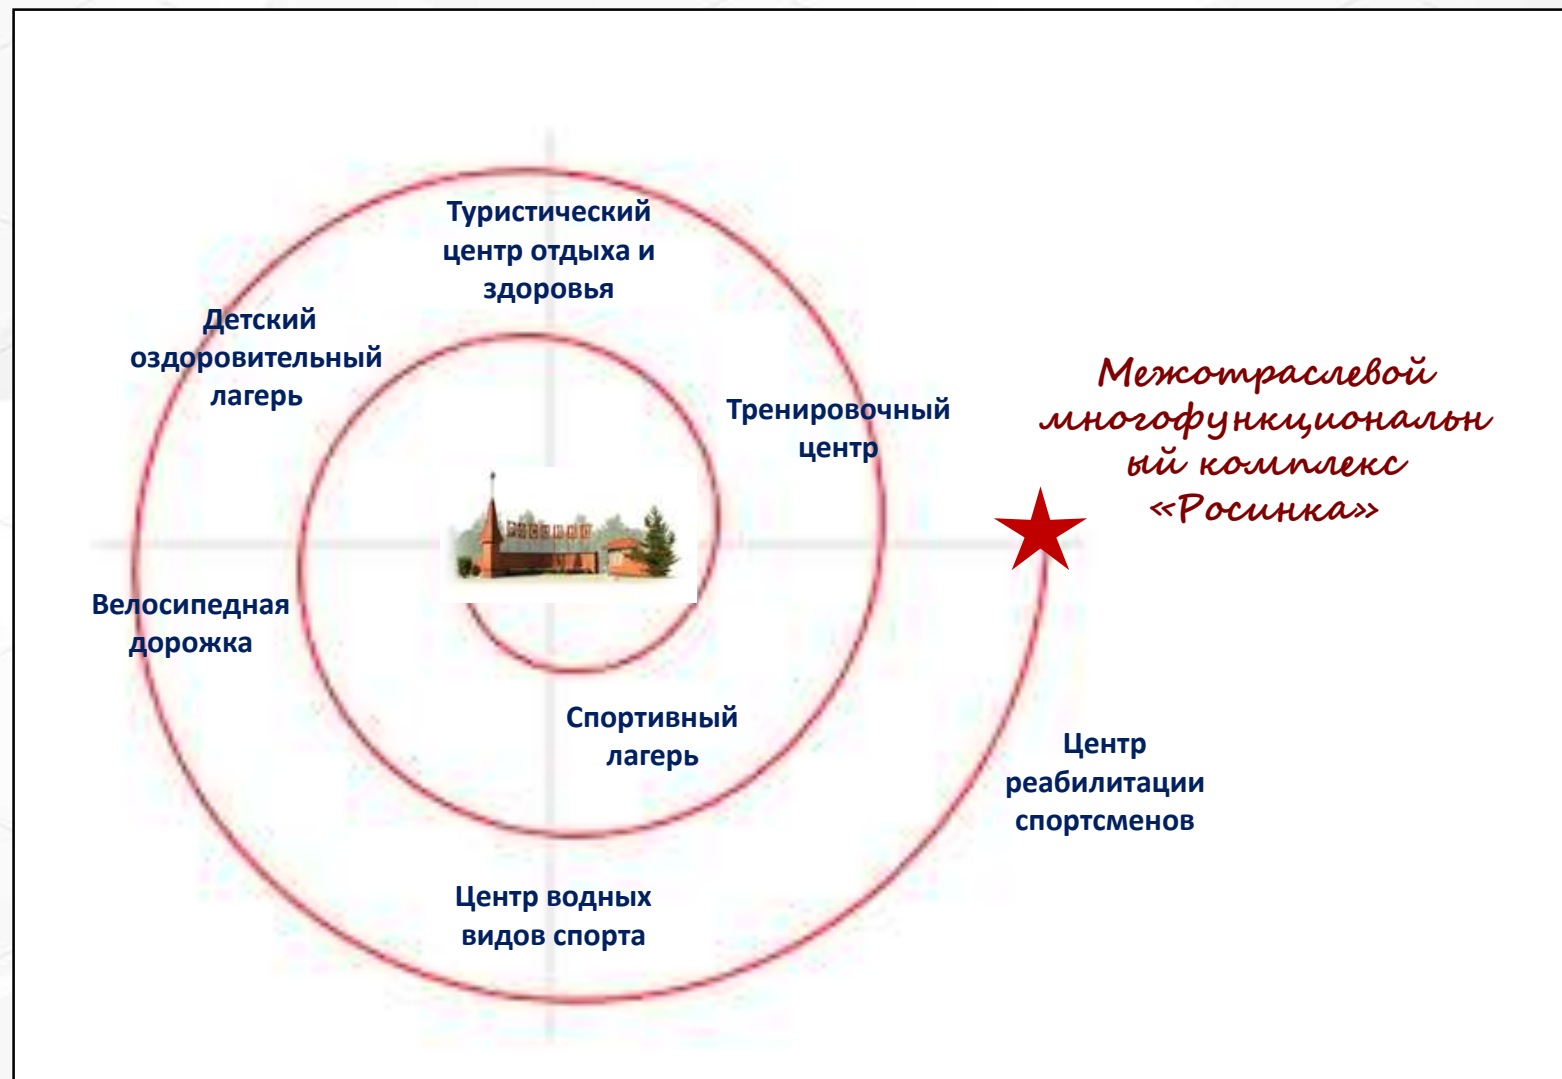 Туристический
центр отдыха и
здоровья
Детский
оздоровительный
лагерь
Межотраслевой
многофункциональн
ый комплекс
«Росинка»
Тренировочный
центр
Велосипедная
дорожка
Спортивный
лагерь
Центр
реабилитации
спортсменов
Центр водных
видов спорта